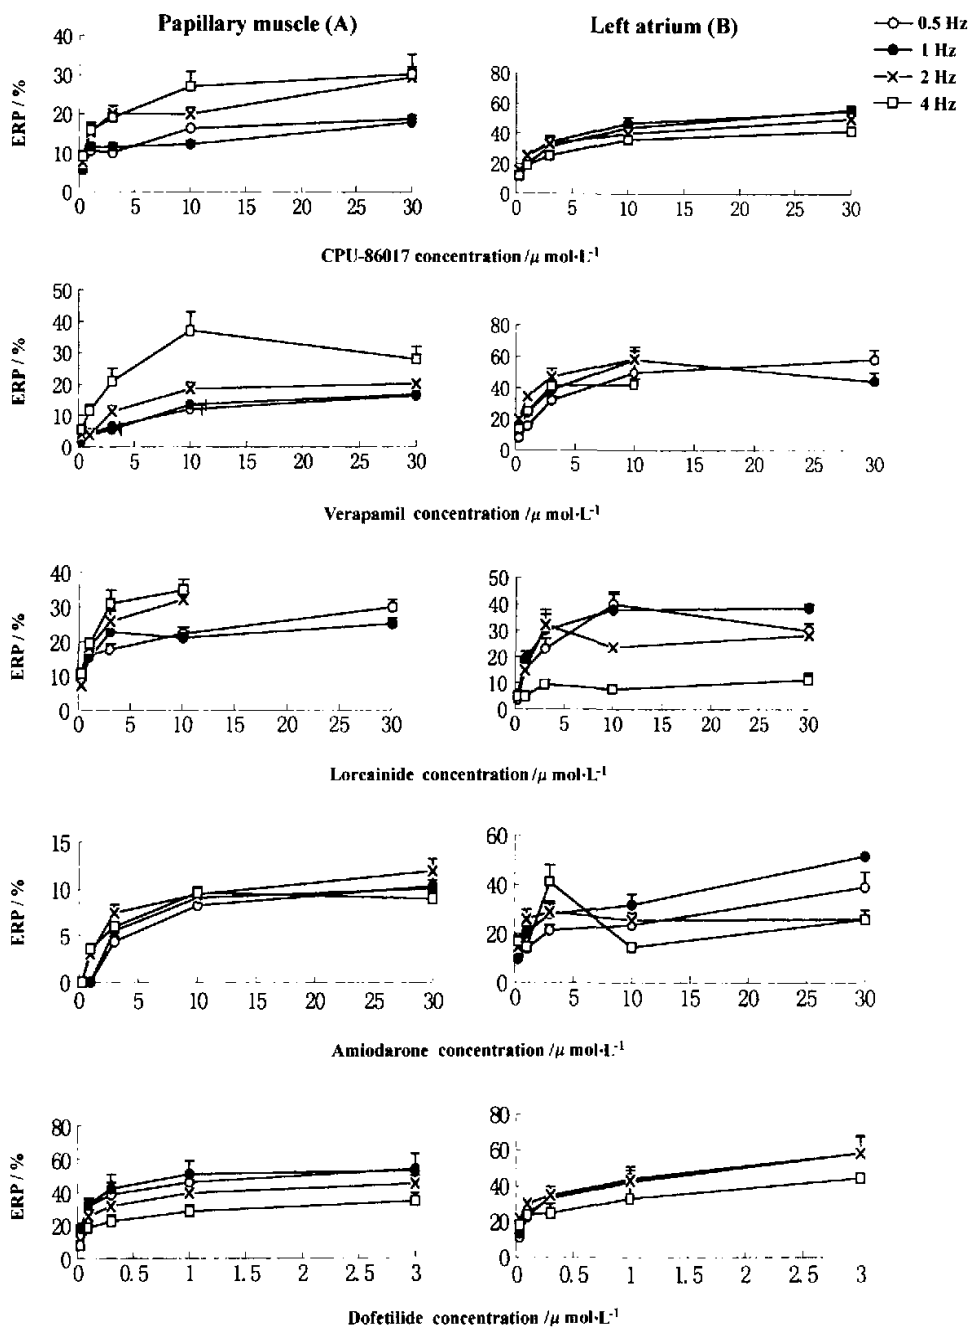 Papillary muscle (A)
Left atrium (B)
0.5 Hz
1 Hz
2 Hz
4 Hz
ERP / %
40
30
20
10
0
0 5 10 15 20 25 30
80
60
40
20
0
0 5 10 15 20 25 30
CPU-86017 concentration /μ mol·L-1
ERP / %
50
40
30
20
10
0
0 5 10 15 20 25 30
80
60
40
20
0
0 5 10 15 20 25 30
Verapamil concentration /μ mol·L-1
ERP / %
40
30
20
10
0
0 5 10 15 20 25 30
50
40
30
20
10
0
0 5 10 15 20 25 30
Lorcainide concentration /μ mol·L-1
ERP / %
15
10
5
0
0 5 10 15 20 25 30
60
40
20
0
0 5 10 15 20 25 30
Amiodarone concentration /μ mol·L-1
ERP / %
80
60
40
20
0
0 0.5 1 1.5 2 2.5 3
80
60
40
20
0
0 0.5 1 1.5 2 2.5 3
Dofetilide concentration /μ mol·L-1